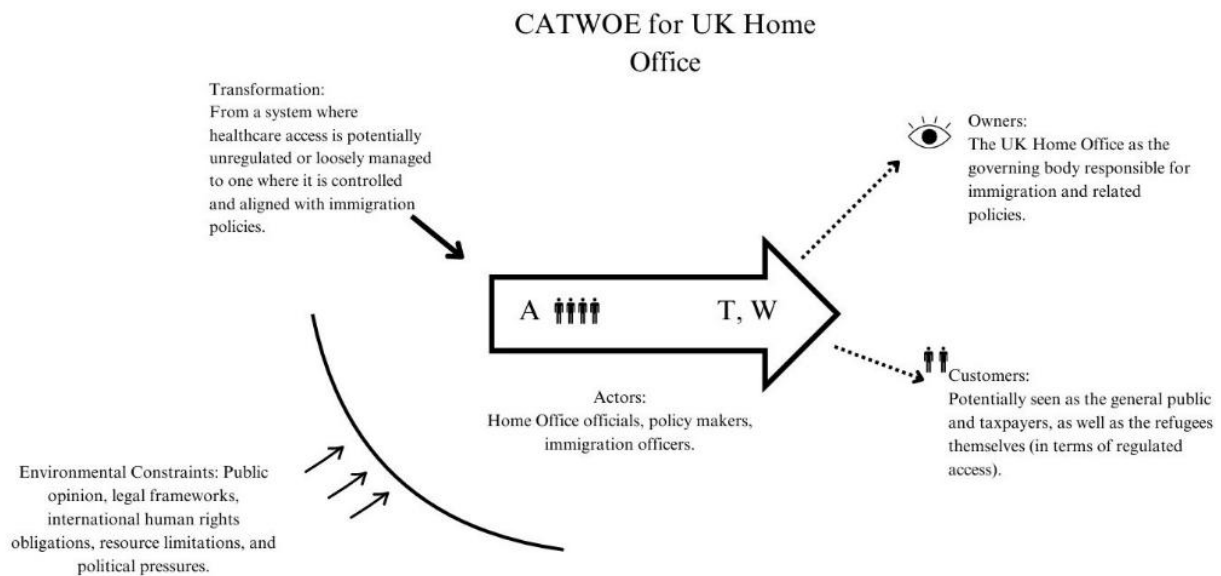 CATWOE for UK Home
Office
Transformation:
From a system where
healthcare access is potentially
unregulated or loosely managed
to one where it is controlled
and aligned with immigration
policies.
Owners:
The UK Home Office as the
governing body responsible for
immigration and related
policies.
A
T, W
Actors:
Home Office officials, policy makers,
immigration officers.
Customers:
Potentially seen as the general public
and taxpayers, as well as the refugees
themselves (in terms of regulated
access).
Environmental Constraints: Public
opinion, legal frameworks,
international human rights
obligations, resource limitations, and
political pressures.